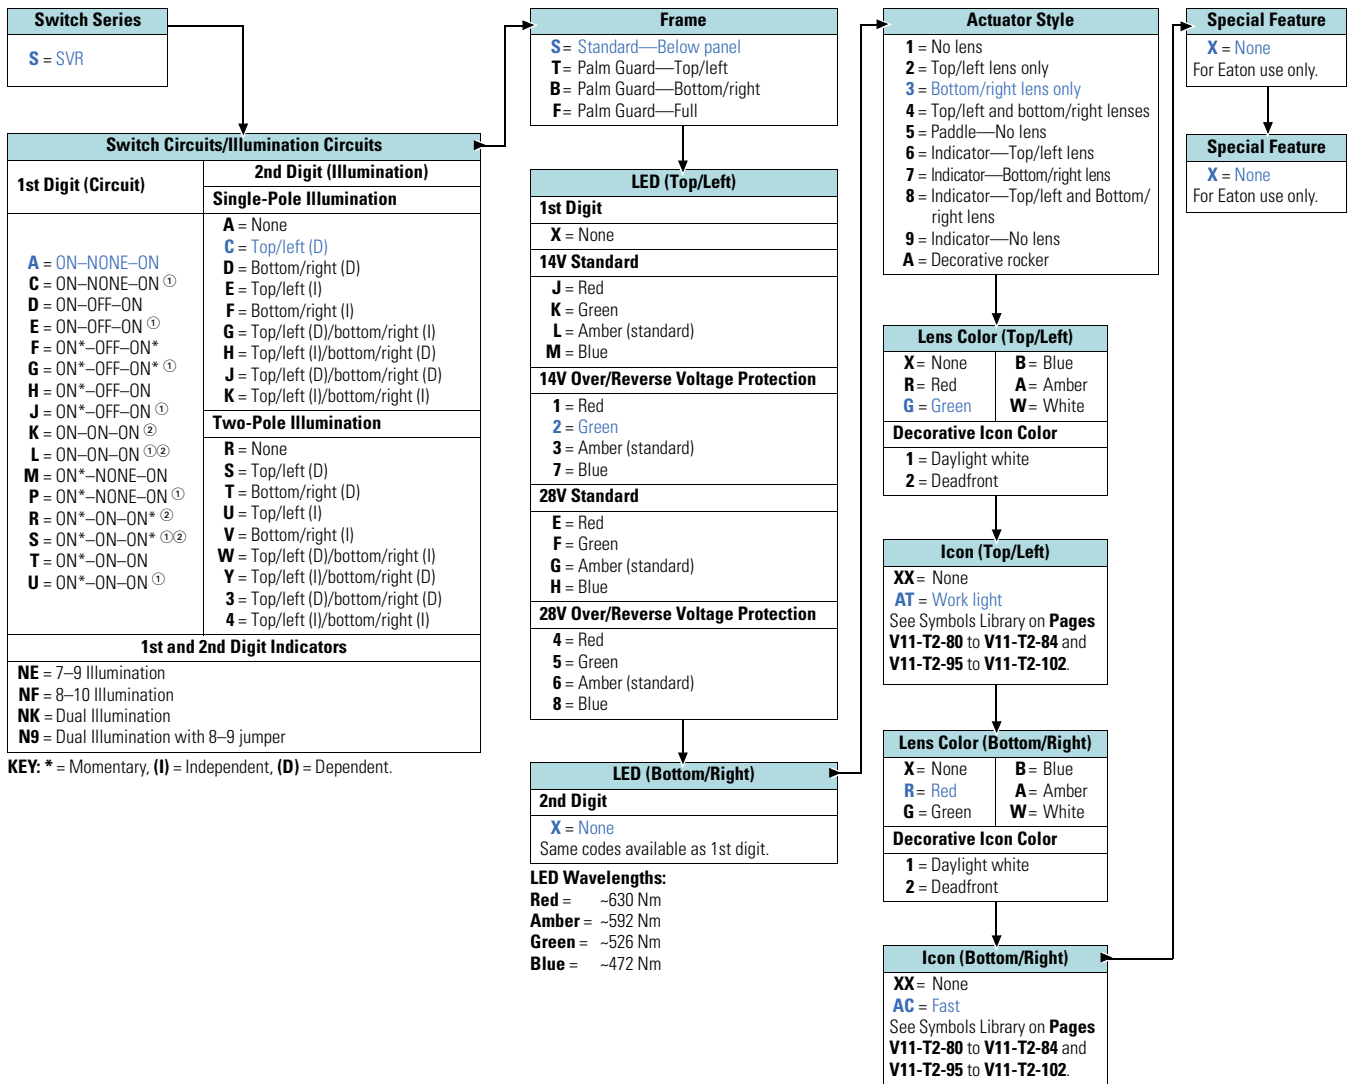 Switch Series
S = SVR
Switch Circuits/Illumination Circuits
1st Digit (Circuit)
A = ON–NONE–ON
C = ON–NONE–ON ①
D = ON–OFF–ON
E = ON–OFF–ON ①
F = ON*–OFF–ON*
G = ON*–OFF–ON* ①
H = ON*–OFF–ON
J = ON*–OFF–ON ①
K = ON–ON–ON ②
L = ON–ON–ON ①②
M = ON*–NONE–ON
P = ON*–NONE–ON ①
R = ON*–ON–ON* ②
S = ON*–ON–ON* ①②
T = ON*–ON–ON
U = ON*–ON–ON ①
2nd Digit (Illumination)
Single-Pole Illumination
A = None
C = Top/left (D)
D = Bottom/right (D)
E = Top/left (I)
F = Bottom/right (I)
G = Top/left (D)/bottom/right (I)
H = Top/left (I)/bottom/right (D)
J = Top/left (D)/bottom/right (D)
K = Top/left (I)/bottom/right (I)
Two-Pole Illumination
R = None
S = Top/left (D)
T = Bottom/right (D)
U = Top/left (I)
V = Bottom/right (I)
W = Top/left (D)/bottom/right (I)
Y = Top/left (I)/bottom/right (D)
3 = Top/left (D)/bottom/right (D)
4 = Top/left (I)/bottom/right (I)
1st and 2nd Digit Indicators
NE = 7–9 Illumination
NF = 8–10 Illumination
NK = Dual Illumination
N9 = Dual Illumination with 8–9 jumper
KEY: * = Momentary, (I) = Independent, (D) = Dependent.
Frame
S = Standard—Below panel
T = Palm Guard—Top/left
B = Palm Guard—Bottom/right
F = Palm Guard—Full
LED (Top/Left)
1st Digit
X = None
14V Standard
J = Red
K = Green
L = Amber (standard)
M = Blue
14V Over/Reverse Voltage Protection
1 = Red
2 = Green
3 = Amber (standard)
7 = Blue
28V Standard
E = Red
F = Green
G = Amber (standard)
H = Blue
28V Over/Reverse Voltage Protection
4 = Red
5 = Green
6 = Amber (standard)
8 = Blue
LED (Bottom/Right)
2nd Digit
X = None
Same codes available as 1st digit.
LED Wavelengths:
Red = ~630 Nm
Amber = ~592 Nm
Green = ~526 Nm
Blue = ~472 Nm
Actuator Style
1 = No lens
2 = Top/left lens only
3 = Bottom/right lens only
4 = Top/left and bottom/right lenses
5 = Paddle—No lens
6 = Indicator—Top/left lens
7 = Indicator—Bottom/right lens
8 = Indicator—Top/left and Bottom/
right lens
9 = Indicator—No lens
A = Decorative rocker
Lens Color (Top/Left)
X = None B = Blue
R = Red A = Amber
G = Green W = White
Decorative Icon Color
1 = Daylight white
2 = Deadfront
Icon (Top/Left)
XX = None
AT = Work light
See Symbols Library on Pages
V11-T2-80 to V11-T2-84 and
V11-T2-95 to V11-T2-102.
Lens Color (Bottom/Right)
X = None B = Blue
R = Red A = Amber
G = Green W = White
Decorative Icon Color
1 = Daylight white
2 = Deadfront
Icon (Bottom/Right)
XX = None
AC = Fast
See Symbols Library on Pages
V11-T2-80 to V11-T2-84 and
V11-T2-95 to V11-T2-102.
Special Feature
X = None
For Eaton use only.
Special Feature
X = None
For Eaton use only.